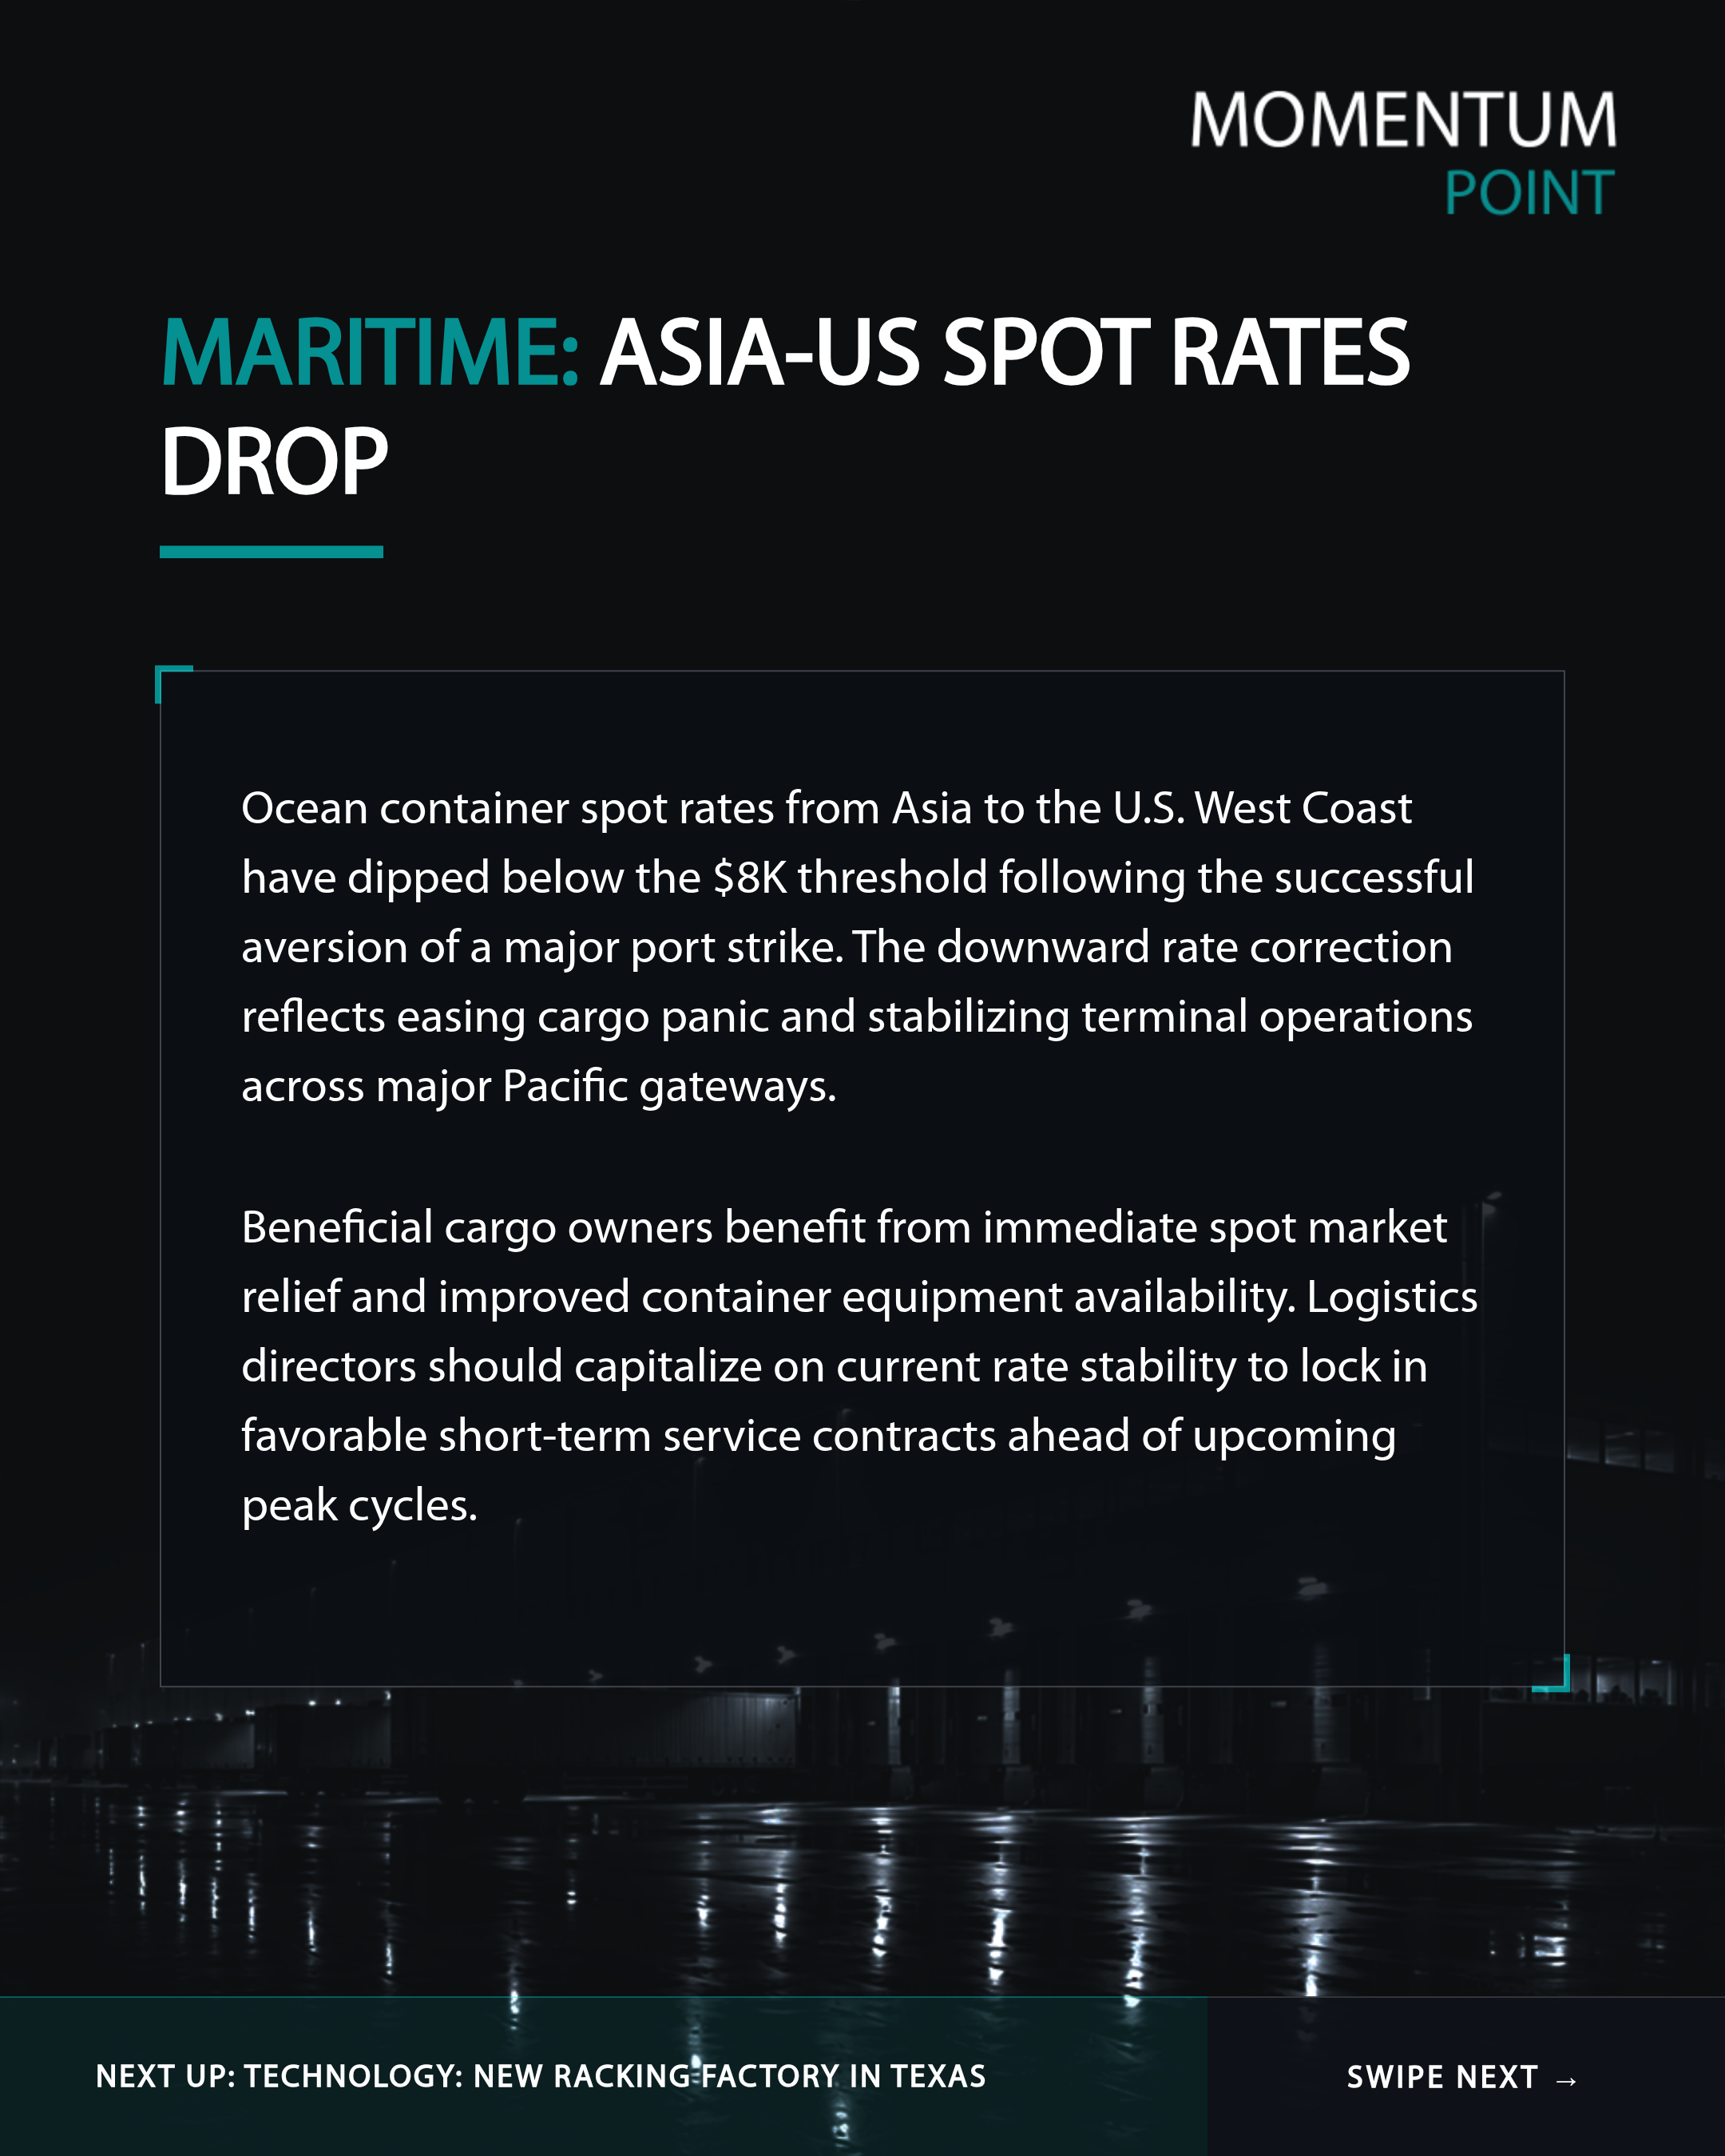 MOMENTUM
POINT
MARITIME: ASIA-US SPOT RATES
DROP
Ocean container spot rates from Asia to the U.S. West Coast
have dipped below the $8K threshold following the successful
aversion of a major port strike. The downward rate correction
reflects easing cargo panic and stabilizing terminal operations
across major Pacific gateways.
Beneficial cargo owners benefit from immediate spot market
relief and improved container equipment availability. Logistics
directors should capitalize on current rate stability to lock in
favorable short-term service contracts ahead of upcoming
peak cycles.
NEXT UP: TECHNOLOGY: NEW RACKING FACTORY IN TEXAS
SWIPE NEXT →